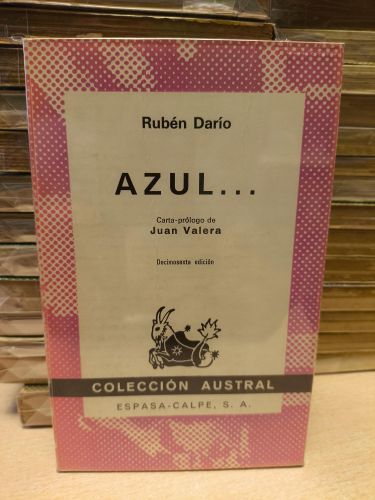 Rubén Darío
AZUL...
Carta-prólogo de
Juan Valera
Decimosexta edición
COLECCIÓN AUSTRAL
ESPASA-CALPE, S. A.